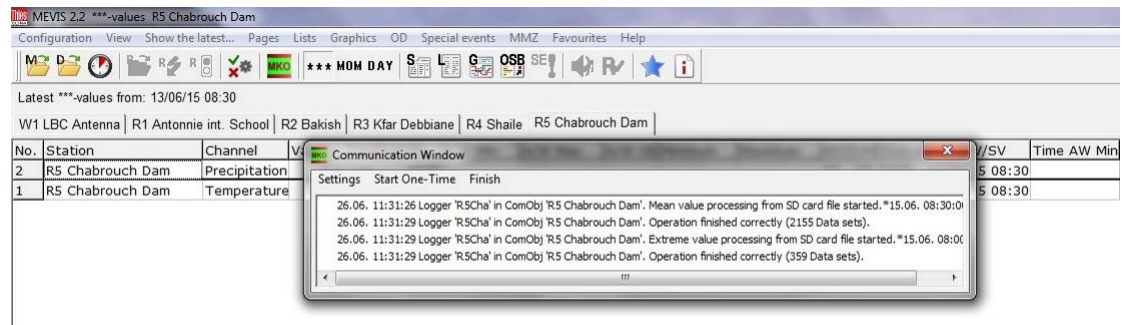 MEVIS 2.2 ***-values R5 Chabrouch Dam
Configuration View Show the latest... Pages Lists Graphics OD Special events MMZ Favourites Help
MKO *** MOM DAY OSB SE!
Latest ***-values from: 13/06/15 08:30
W1 LBC Antenna R1 Antonnie int. School R2 Bakish R3 Kfar Debbiane R4 Shaile R5 Chabrouch Dam
No. Station Channel //SV Time AW Min
2 R5 Chabrouch Dam Precipitation 5 08:30
1 R5 Chabrouch Dam Temperature 5 08:30
MKO Communication Window
Settings Start One-Time Finish
26.06. 11:31:26 Logger 'R5Cha' in ComObj 'R5 Chabrouch Dam'. Mean value processing from SD card file started. "15.06. 08:30:0
26.06. 11:31:29 Logger 'R5Cha' in ComObj 'R5 Chabrouch Dam'. Operation finished correctly (2155 Data sets).
26.06. 11:31:29 Logger 'R5Cha' in ComObj 'R5 Chabrouch Dam'. Extreme value processing from SD card file started. "15.06. 08:00
26.06. 11:31:29 Logger 'R5Cha' in ComObj 'R5 Chabrouch Dam'. Operation finished correctly (359 Data sets).